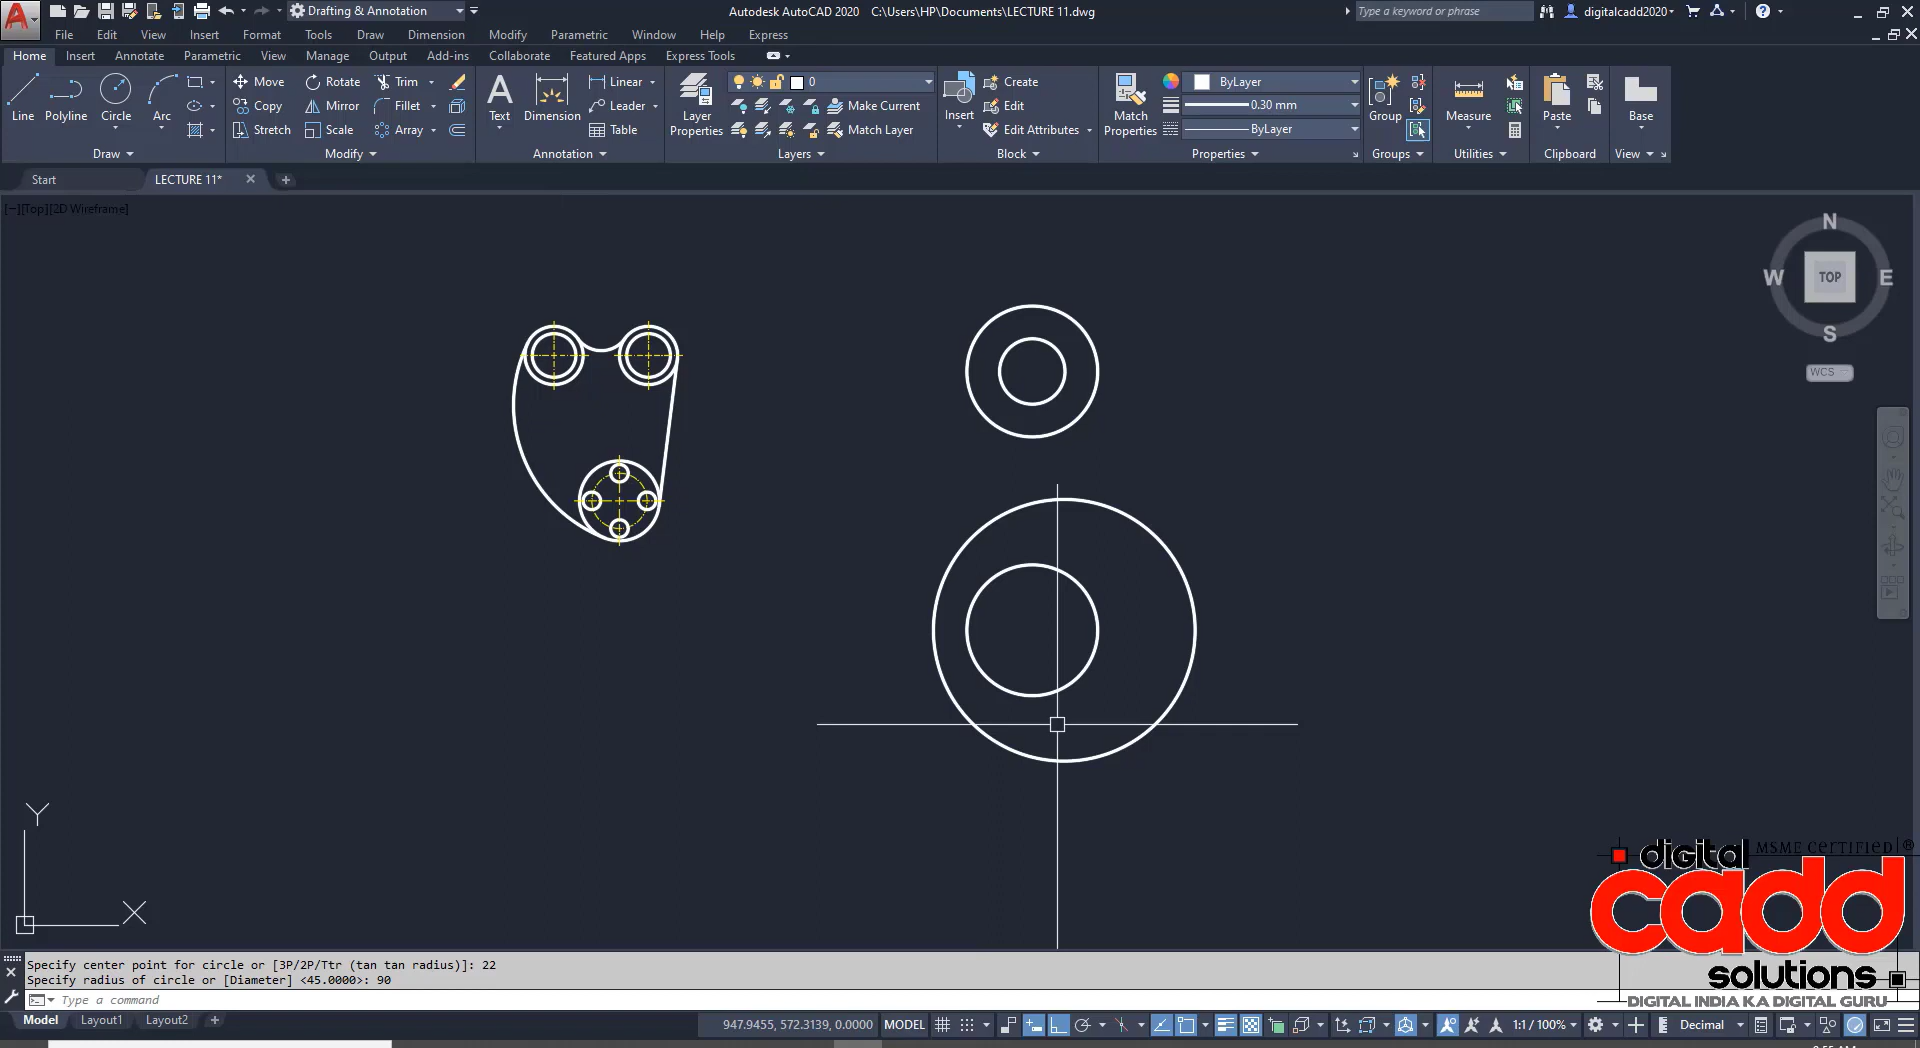 Drafting & Annotation
Autodesk AutoCAD 2020 C:\Users\HP\Documents\LECTURE 11.dwg
Type a keyword or phrase
digitalcadd2020
File Edit View Insert Format Tools Draw Dimension Modify Parametric Window Help Express
Home Insert Annotate Parametric View Manage Output Add-ins Collaborate Featured Apps Express Tools
Line Polyline Circle Arc
Move Rotate Trim
Copy Mirror Fillet
Stretch Scale Array
Text Dimension
Linear
Leader
Table
Layer Properties
0
Make Current
Match Layer
Insert
Create
Edit
Edit Attributes
Match Properties
ByLayer
0.30 mm
ByLayer
Group
Measure
Paste
Base
Draw Modify Annotation Layers Block Properties Groups Utilities Clipboard View
Start LECTURE 11*
[−][Top][2D Wireframe]
N
W TOP E
S
WCS
Y
X
MSME CERTIFIED ®
digital
cadd
solutions
DIGITAL INDIA KA DIGITAL GURU
Specify center point for circle or [3P/2P/Ttr (tan tan radius)]: 22
Specify radius of circle or [Diameter] <45.0000>: 90
Type a command
Model Layout1 Layout2
947.9455, 572.3139, 0.0000 MODEL 1:1 / 100% Decimal